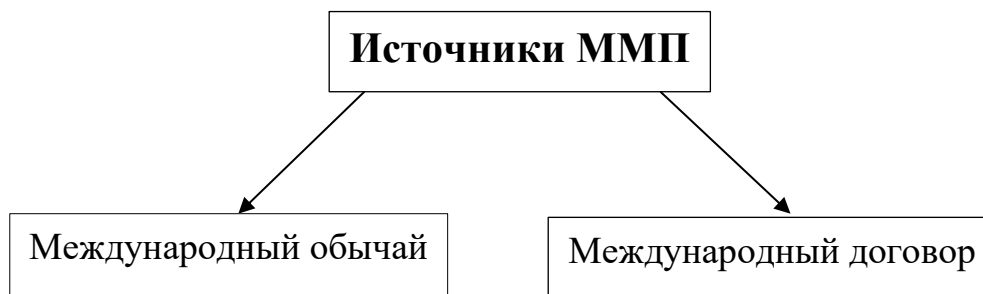 Источники ММП
Международный обычай
Международный договор